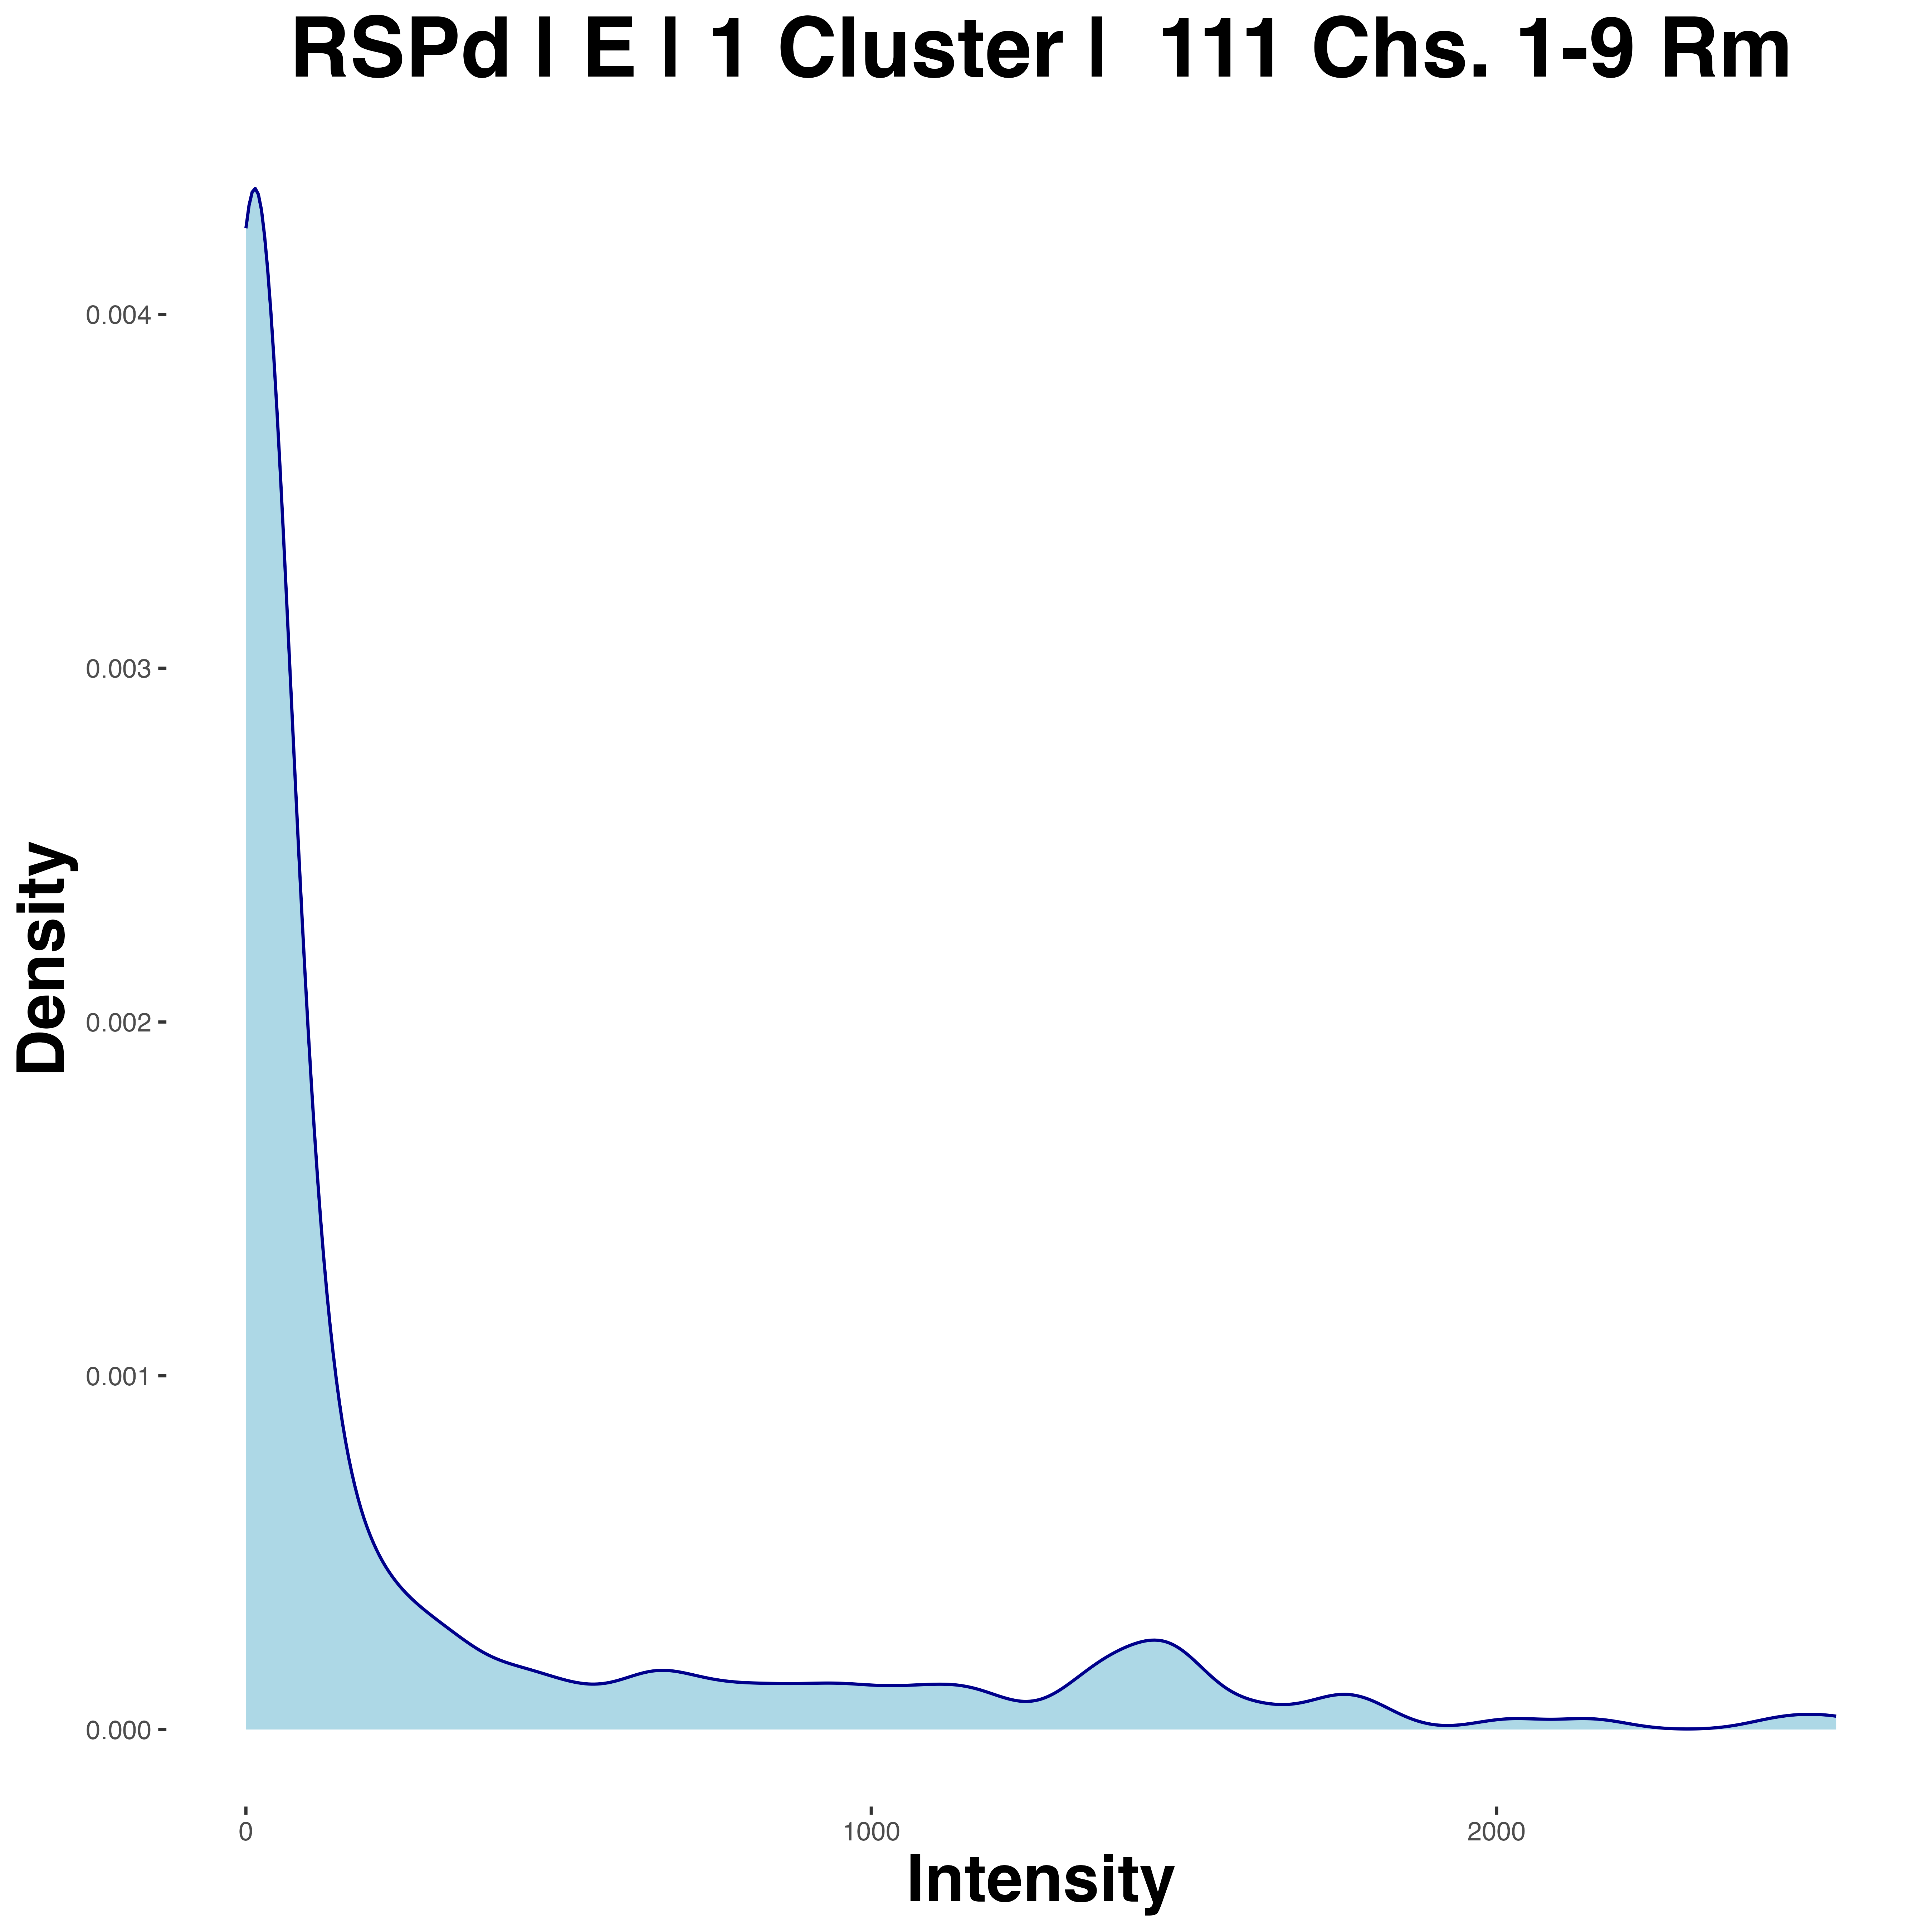 RSPd | E | 1 Cluster |  111 Chs. 1-9 Rm
0.004
0.003
0.002
0.001
0.000
Density
0
1000
2000
Intensity